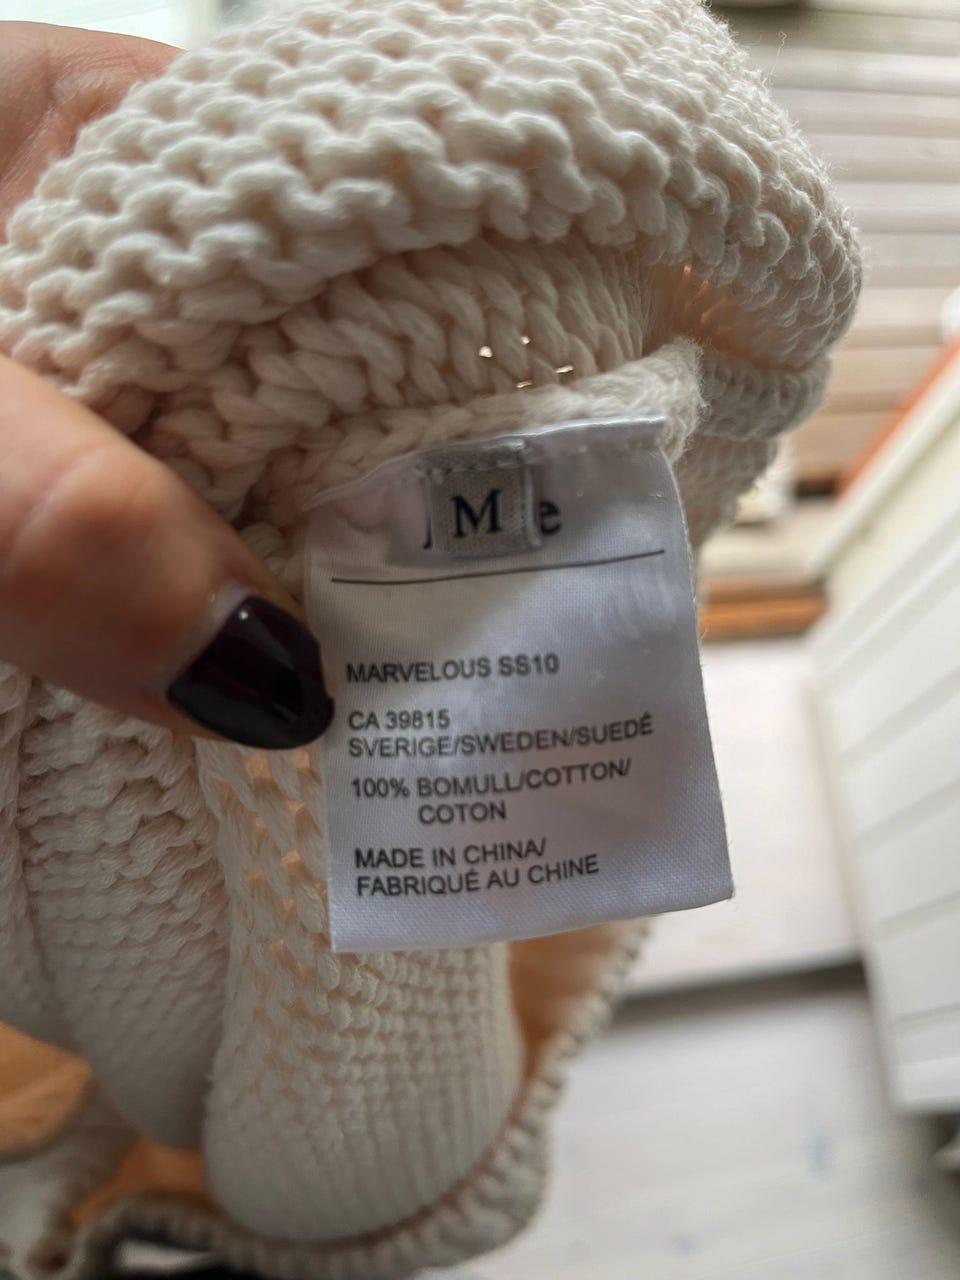 M
e
MARVELOUS SS10
CA 39815
SVERIGE/SWEDEN/SUEDÉ
100% BOMULL/COTTON/
COTON
MADE IN CHINA/
FABRIQUÉ AU CHINE